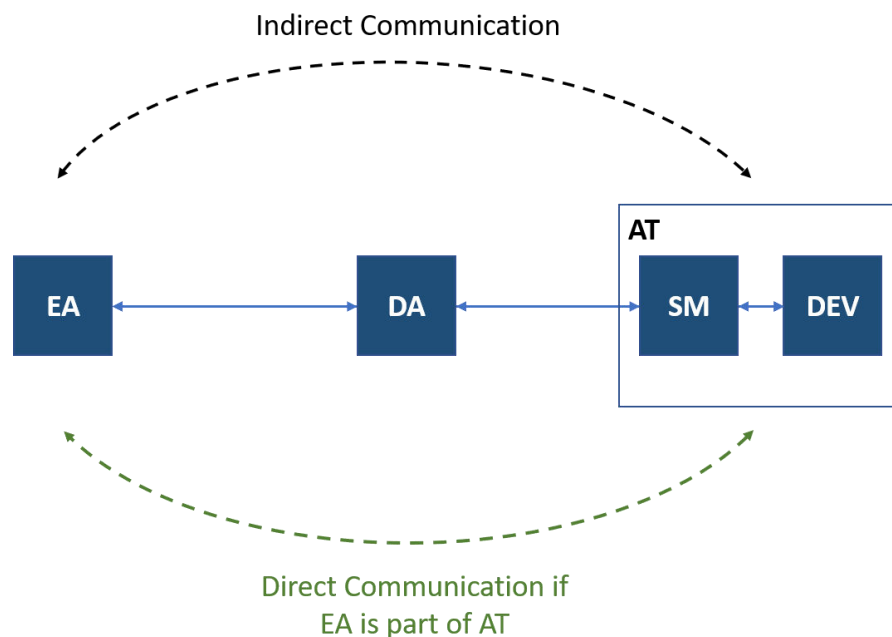 Indirect Communication
AT
EA
DA
SM
DEV
Direct Communication if
EA is part of AT